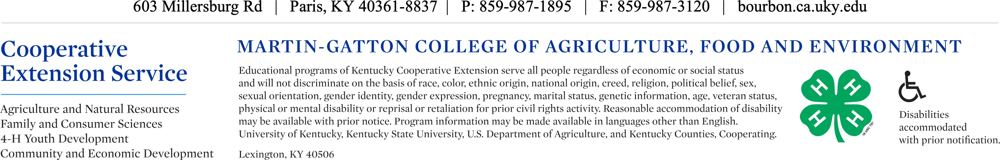 603 Millersburg Rd | Paris, KY 40361-8837 | P: 859-987-1895 | F: 859-987-3120 | bourbon.ca.uky.edu
Cooperative
Extension Service
Agriculture and Natural Resources
Family and Consumer Sciences
4-H Youth Development
Community and Economic Development
MARTIN-GATTON COLLEGE OF AGRICULTURE, FOOD AND ENVIRONMENT
Educational programs of Kentucky Cooperative Extension serve all people regardless of economic or social status
and will not discriminate on the basis of race, color, ethnic origin, national origin, creed, religion, political belief, sex,
sexual orientation, gender identity, gender expression, pregnancy, marital status, genetic information, age, veteran status,
physical or mental disability or reprisal or retaliation for prior civil rights activity. Reasonable accommodation of disability
may be available with prior notice. Program information may be made available in languages other than English.
University of Kentucky, Kentucky State University, U.S. Department of Agriculture, and Kentucky Counties, Cooperating.
Lexington, KY 40506
H H
H H
18 USC 707
Disabilities
accommodated
with prior notification.